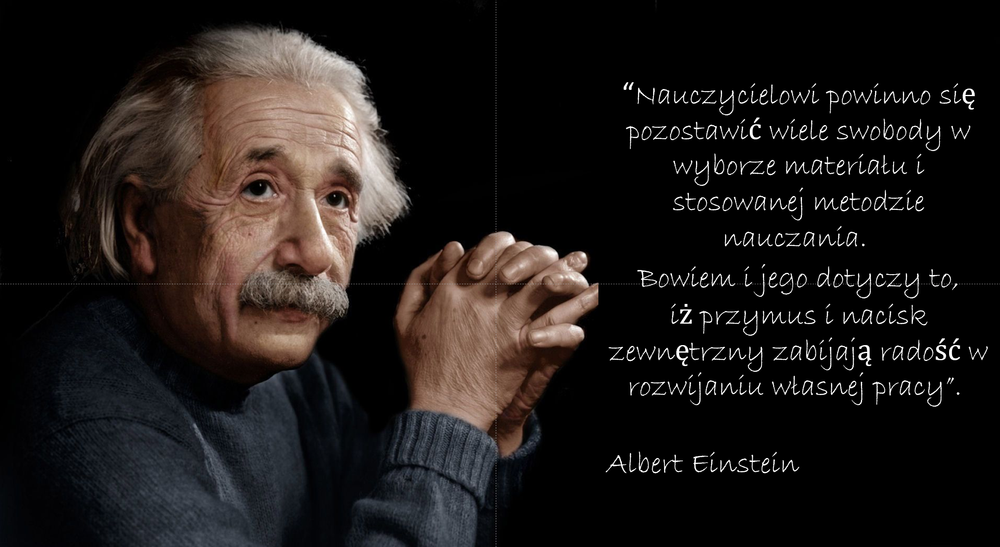 “Nauczycielowi powinno się
pozostawić wiele swobody w
wyborze materiału i
stosowanej metodzie
nauczania.
Bowiem i jego dotyczy to,
iż przymus i nacisk
zewnętrzny zabijają radość w
rozwijaniu własnej pracy”.
Albert Einstein